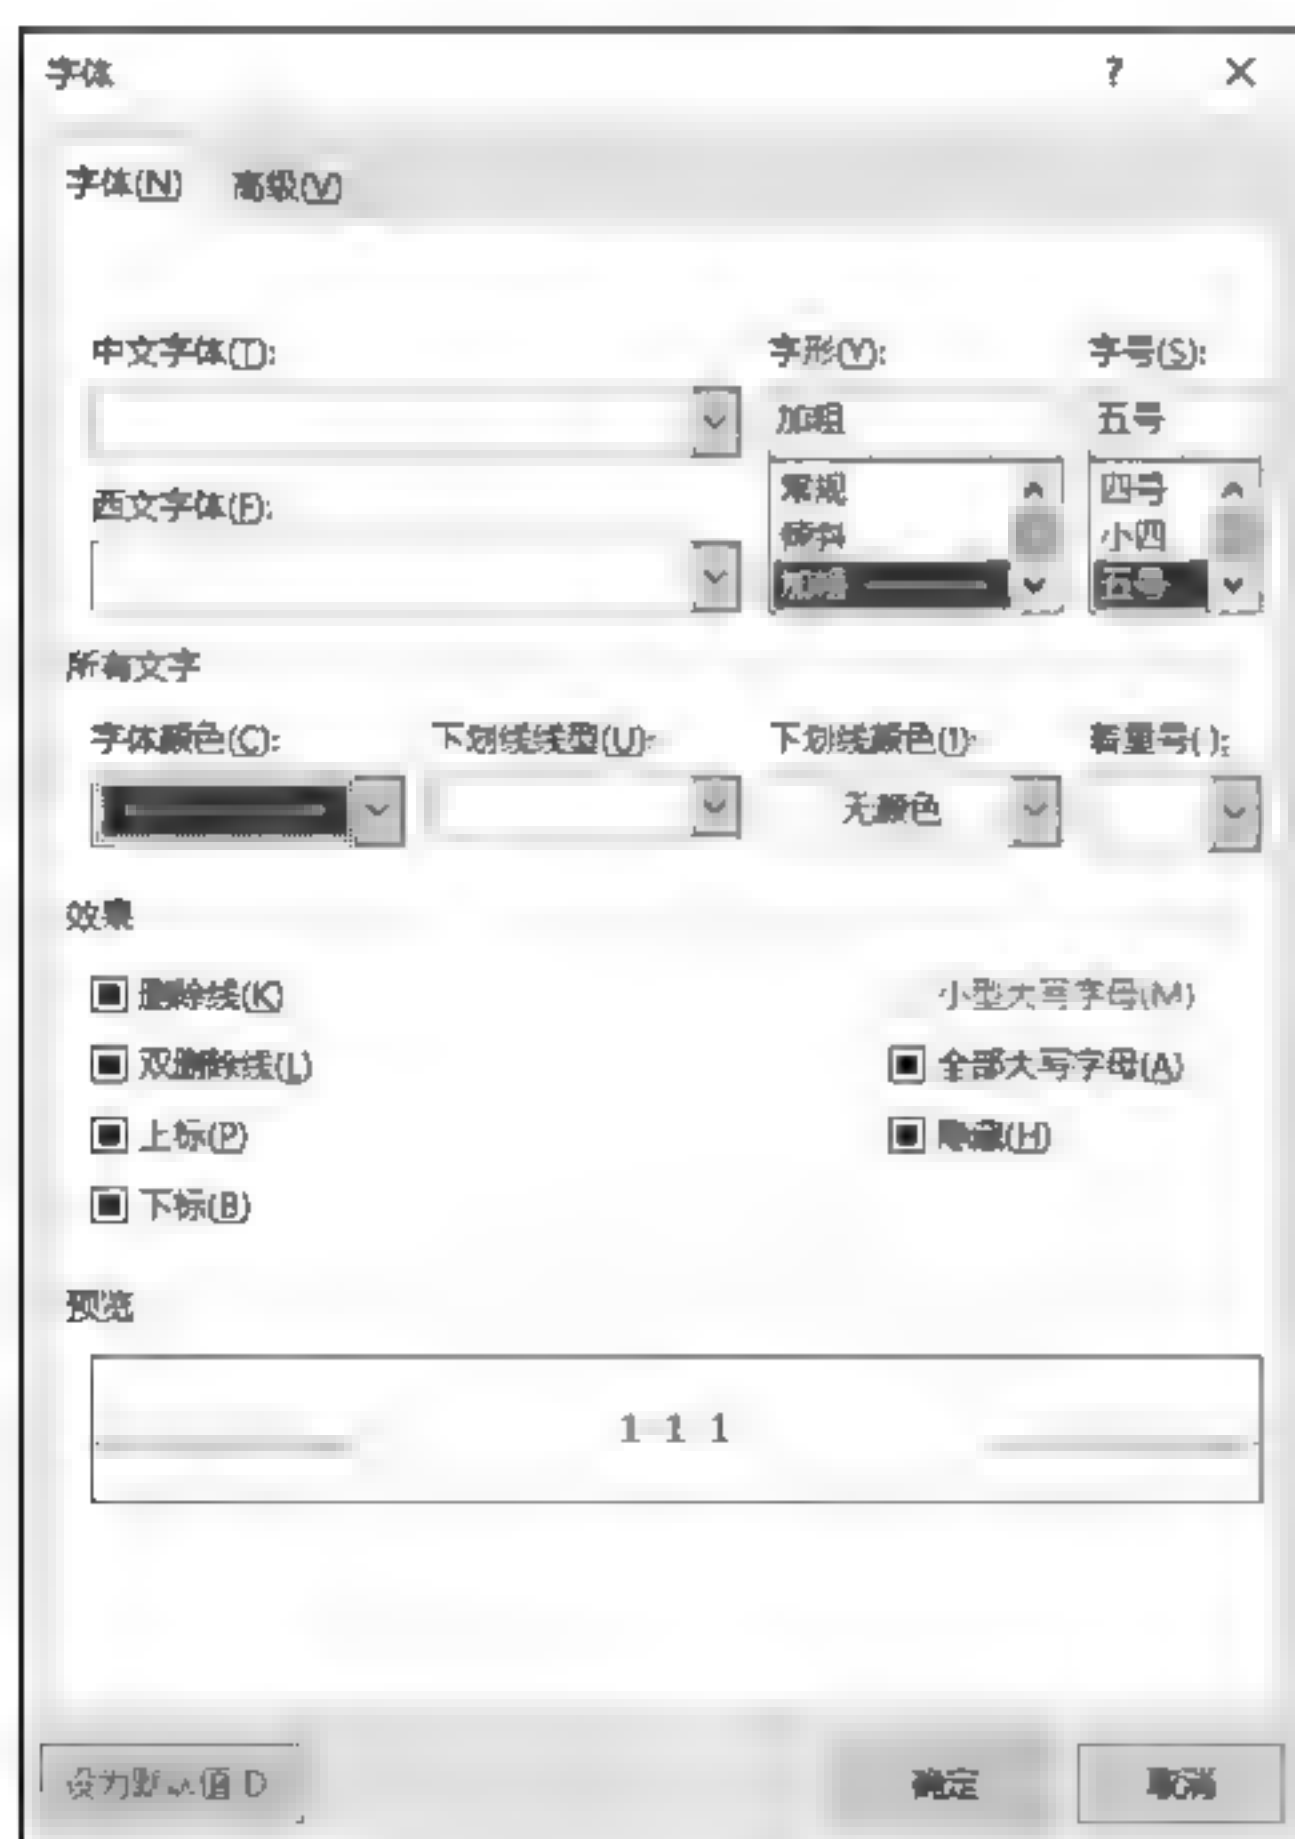 字体 ? ×
字体(N) 高级(V)
中文字体(T): 字形(Y): 字号(S):
加粗 五号
西文字体(F): 常规 四号
倾斜 小四
加粗 五号
所有文字
字体颜色(C): 下划线线型(U): 下划线颜色(I): 着重号(·):
无颜色
效果
删除线(K) 小型大写字母(M)
双删除线(L) 全部大写字母(A)
上标(P) 隐藏(H)
下标(B)
预览
1 1 1
设为默认值 D 确定 取消